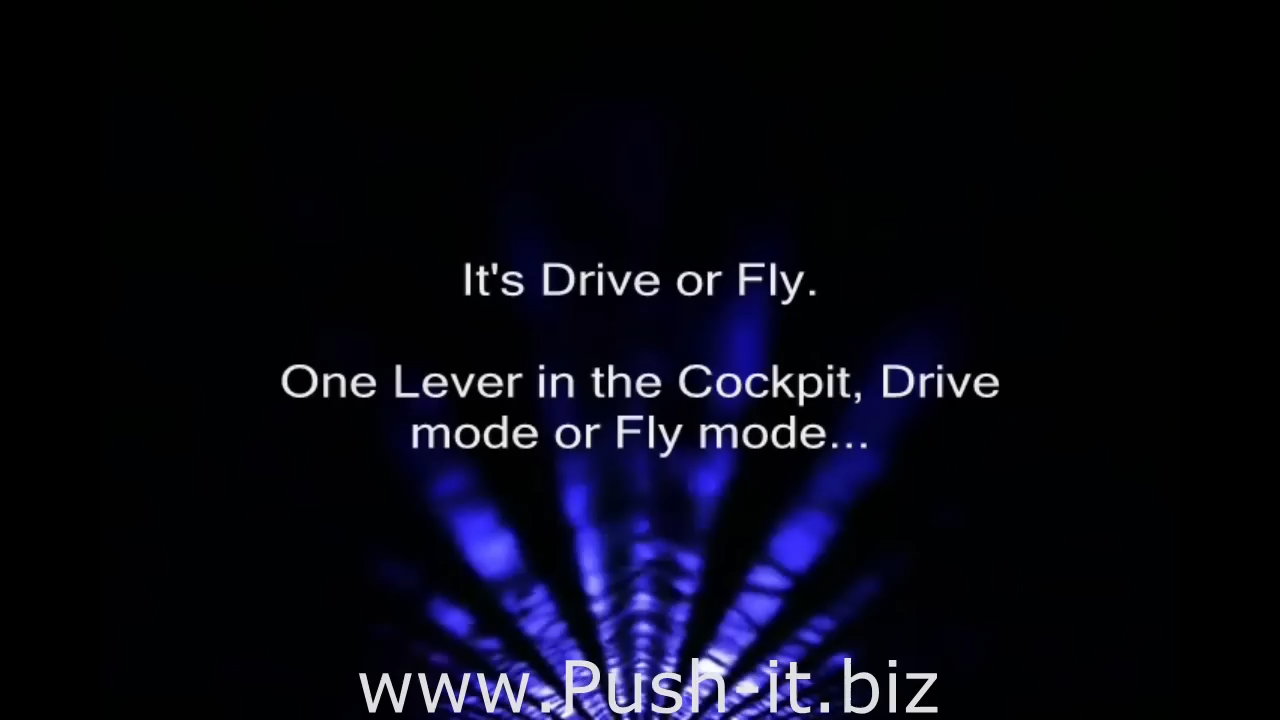 It's Drive or Fly.
One Lever in the Cockpit, Drive
mode or Fly mode...
www.Push-it.biz